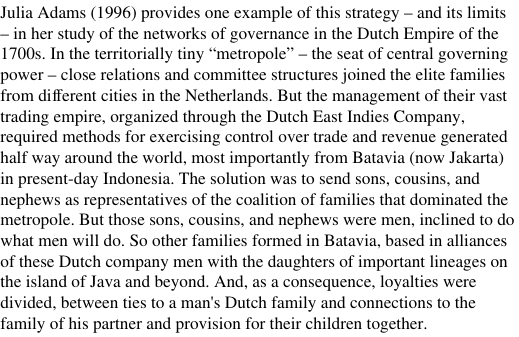 Julia Adams (1996) provides one example of this strategy – and its limits
– in her study of the networks of governance in the Dutch Empire of the
1700s. In the territorially tiny “metropole” – the seat of central governing
power – close relations and committee structures joined the elite families
from different cities in the Netherlands. But the management of their vast
trading empire, organized through the Dutch East Indies Company,
required methods for exercising control over trade and revenue generated
half way around the world, most importantly from Batavia (now Jakarta)
in present-day Indonesia. The solution was to send sons, cousins, and
nephews as representatives of the coalition of families that dominated the
metropole. But those sons, cousins, and nephews were men, inclined to do
what men will do. So other families formed in Batavia, based in alliances
of these Dutch company men with the daughters of important lineages on
the island of Java and beyond. And, as a consequence, loyalties were
divided, between ties to a man's Dutch family and connections to the
family of his partner and provision for their children together.